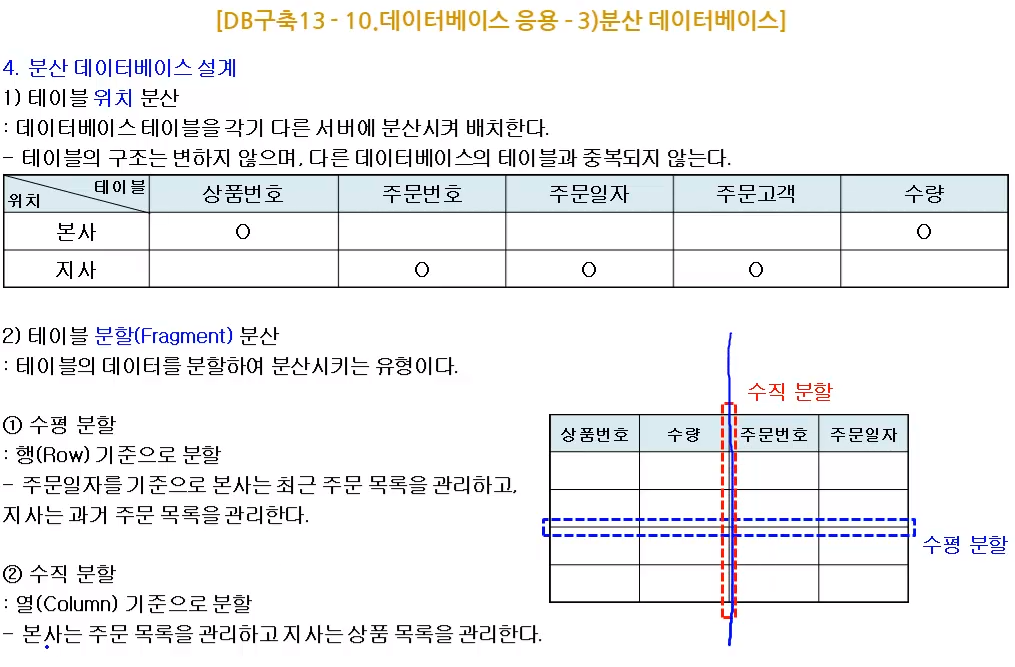 [DB구축13 - 10.데이터베이스 응용 - 3)분산 데이터베이스]
4. 분산 데이터베이스 설계
1) 테이블 위치 분산
: 데이터베이스 테이블을 각기 다른 서버에 분산시켜 배치한다.
- 테이블의 구조는 변하지 않으며, 다른 데이터베이스의 테이블과 중복되지 않는다.
테이블 위치 상품번호 주문번호 주문일자 주문고객 수량
본사 O O
지사 O O O
2) 테이블 분할(Fragment) 분산
: 테이블의 데이터를 분할하여 분산시키는 유형이다.
① 수평 분할
: 행(Row) 기준으로 분할
- 주문일자를 기준으로 본사는 최근 주문 목록을 관리하고,
지사는 과거 주문 목록을 관리한다.
② 수직 분할
: 열(Column) 기준으로 분할
- 본사는 주문 목록을 관리하고 지사는 상품 목록을 관리한다.
수직 분할
상품번호 수량 주문번호 주문일자
수평 분할